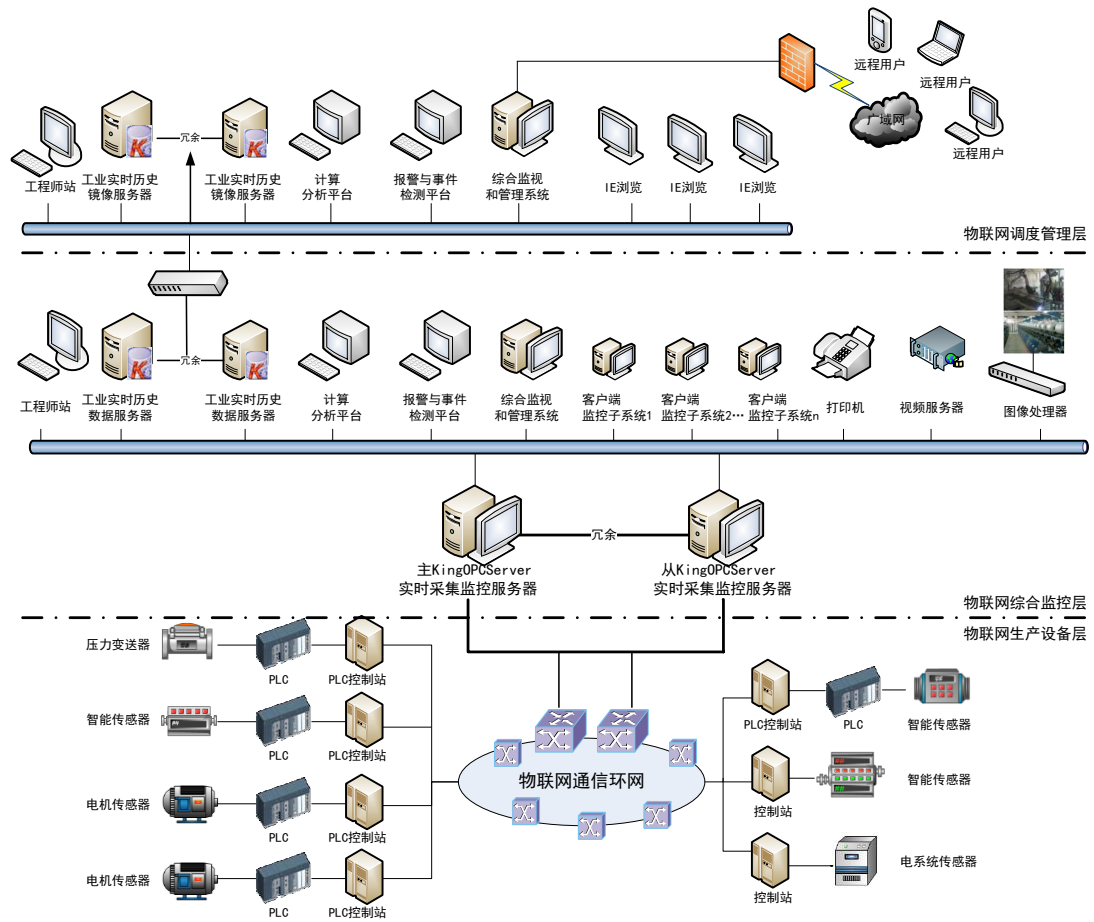 远程用户
远程用户
广域网
远程用户
冗余
工程师站
工业实时历史
镜像服务器
工业实时历史
镜像服务器
计算
分析平台
报警与事件
检测平台
综合监视
和管理系统
IE浏览
IE浏览
IE浏览
物联网调度管理层
冗余
工程师站
工业实时历史
数据服务器
工业实时历史
数据服务器
计算
分析平台
报警与事件
检测平台
综合监视
和管理系统
客户端
监控子系统1
客户端
监控子系统2…
客户端
监控子系统n
打印机
视频服务器
图像处理器
冗余
主KingOPCServer
实时采集监控服务器
从KingOPCServer
实时采集监控服务器
物联网综合监控层
物联网生产设备层
压力变送器
PLC
PLC控制站
智能传感器
PLC
PLC控制站
电机传感器
PLC
PLC控制站
电机传感器
PLC
PLC控制站
物联网通信环网
PLC控制站
PLC
智能传感器
控制站
智能传感器
控制站
电系统传感器